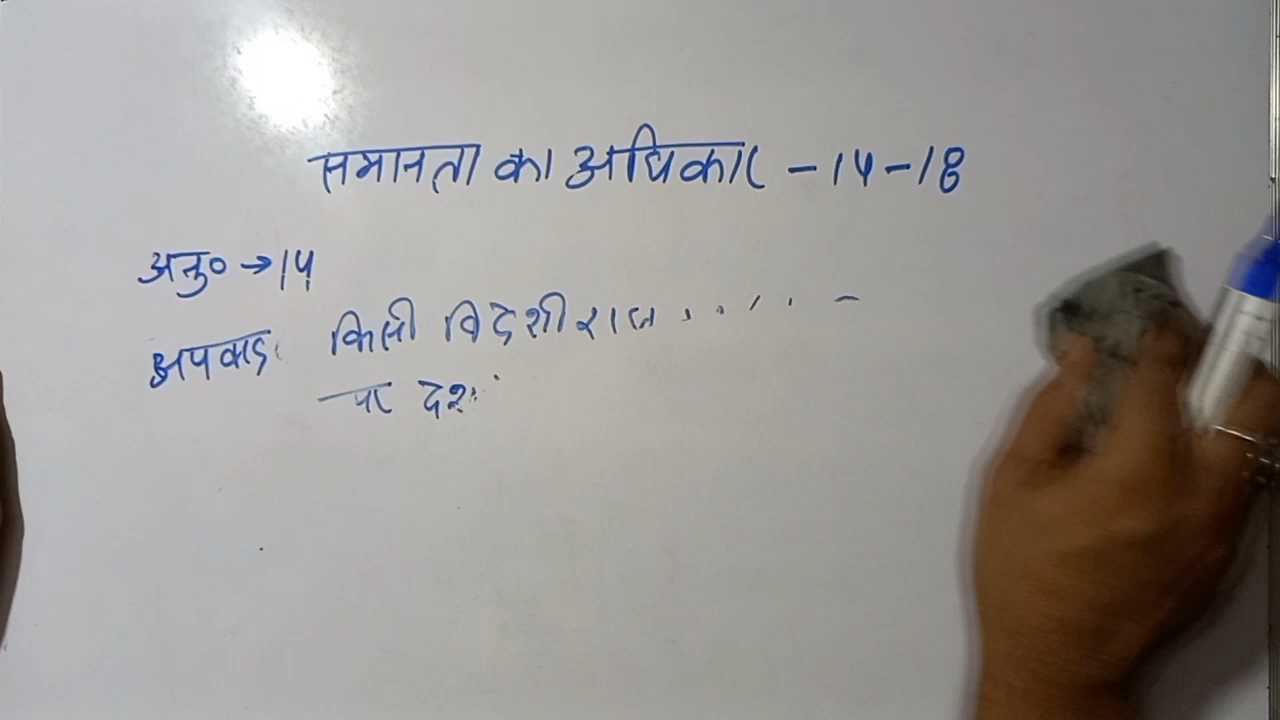 समानता का अधिकार - 14 - 18
अनु० → 14
अपवाद किसी विदेशी
पर